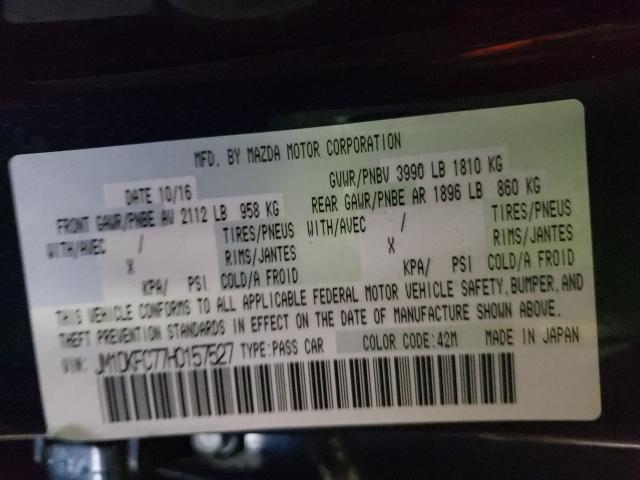 MFD. BY MAZDA MOTOR CORPORATION
DATE 10/16
GVWR/PNBV 3990 LB 1810 KG
FRONT GAWR/PNBE AV 2112 LB 958 KG
REAR GAWR/PNBE AR 1896 LB 860 KG
WITH/AVEC / TIRES/PNEUS
WITH/AVEC / TIRES/PNEUS
X RIMS/JANTES
X RIMS/JANTES
KPA/ PSI COLD/A FROID
KPA/ PSI COLD/A FROID
THIS VEHICLE CONFORMS TO ALL APPLICABLE FEDERAL MOTOR VEHICLE SAFETY, BUMPER, AND
THEFT PREVENTION STANDARDS IN EFFECT ON THE DATE OF MANUFACTURE SHOWN ABOVE.
VIN: JM1DKFC77H0157527 TYPE: PASS CAR COLOR CODE: 42M MADE IN JAPAN